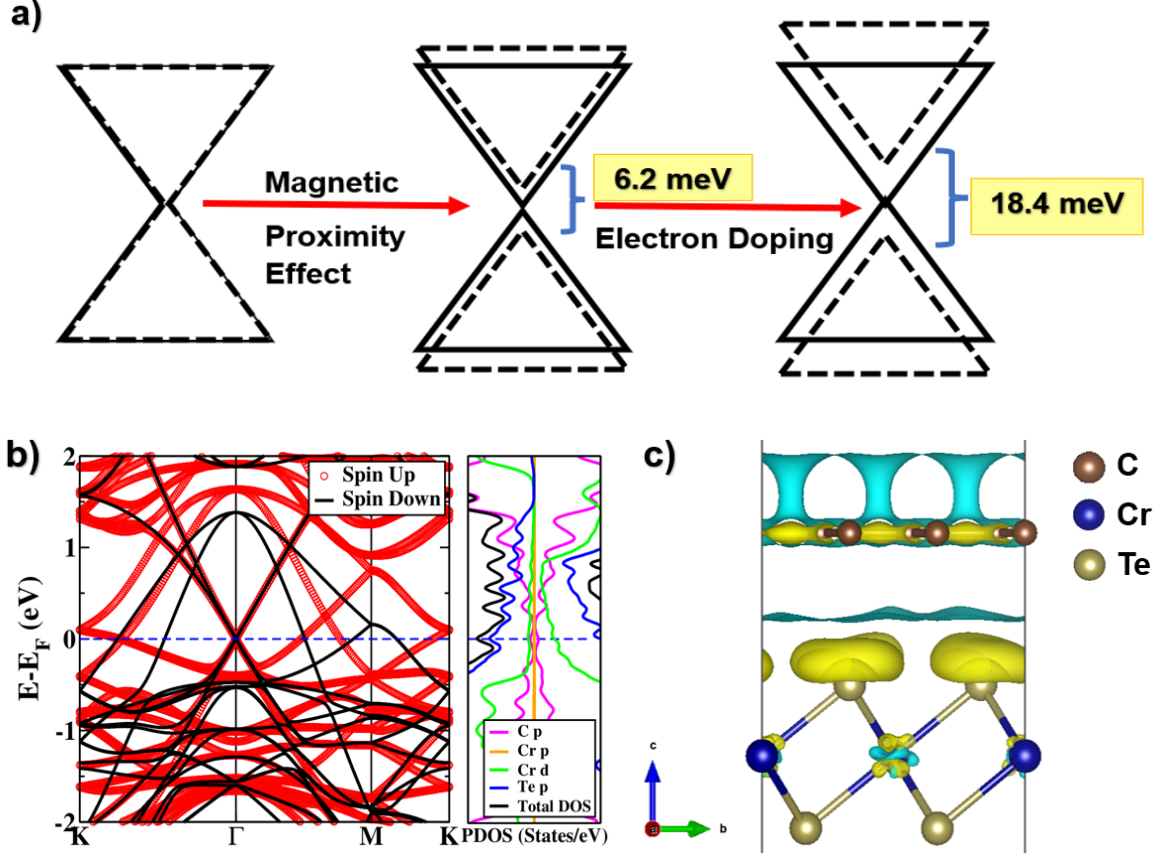 a)
Magnetic
Proximity
Effect
6.2 meV
Electron Doping
18.4 meV
b)
E-E_F (eV)
2
1
0
-1
-2
K
Γ
M
K
Spin Up
Spin Down
C p
Cr p
Cr d
Te p
Total DOS
PDOS (States/eV)
c)
C
Cr
Te
c
a
b